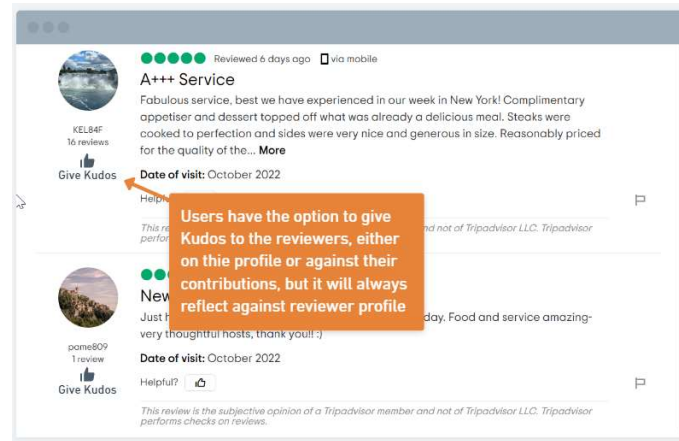 Reviewed 6 days ago via mobile
A+++ Service
Fabulous service, best we have experienced in our week in New York! Complimentary
appetiser and dessert topped off what was already a delicious meal. Steaks were
cooked to perfection and sides were very nice and generous in size. Reasonably priced
for the quality of the... More
KEL84F
16 reviews
Give Kudos
Date of visit: October 2022
Users have the option to give
Kudos to the reviewers, either
on thie profile or against their
contributions, but it will always
reflect against reviewer profile
and not of Tripadvisor LLC. Tripadvisor
New
Just
day. Food and service amazing-
very thoughtful hosts, thank you!! :)
pame809
1 review
Give Kudos
Date of visit: October 2022
Helpful?
This review is the subjective opinion of a Tripadvisor member and not of Tripadvisor LLC. Tripadvisor
performs checks on reviews.